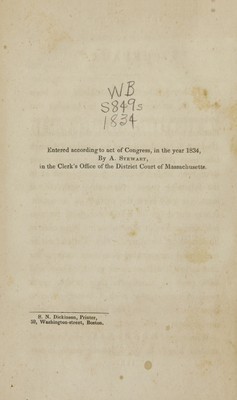 WB
S849s
1834
Entered according to act of Congress, in the year 1834,
By A. STEWART,
in the Clerk's Office of the District Court of Massachusetts.
S. N. Dickinson, Printer,
52, Washington-street, Boston.